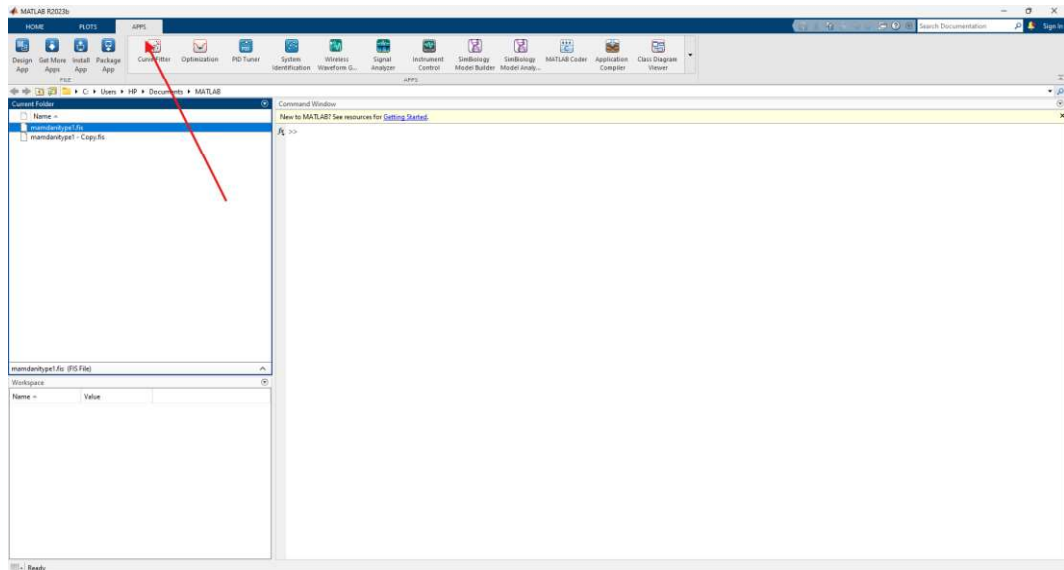 MATLAB R2023b
HOME PLOTS APPS
Search Documentation Sign In
Design App
Get More Apps
Install App
Package App
Curve Fitter
Optimization
PID Tuner
System Identification
Wireless Waveform G...
Signal Analyzer
Instrument Control
SimBiology Model Builder
SimBiology Model Analy...
MATLAB Coder
Application Compiler
Class Diagram Viewer
FILE APPS
C: Users HP Documents MATLAB
Current Folder
Name
mamdanitype1.fis
mamdanitype1 - Copy.fis
mamdanitype1.fis (FIS File)
Workspace
Name Value
Command Window
New to MATLAB? See resources for Getting Started.
fx >>
Ready